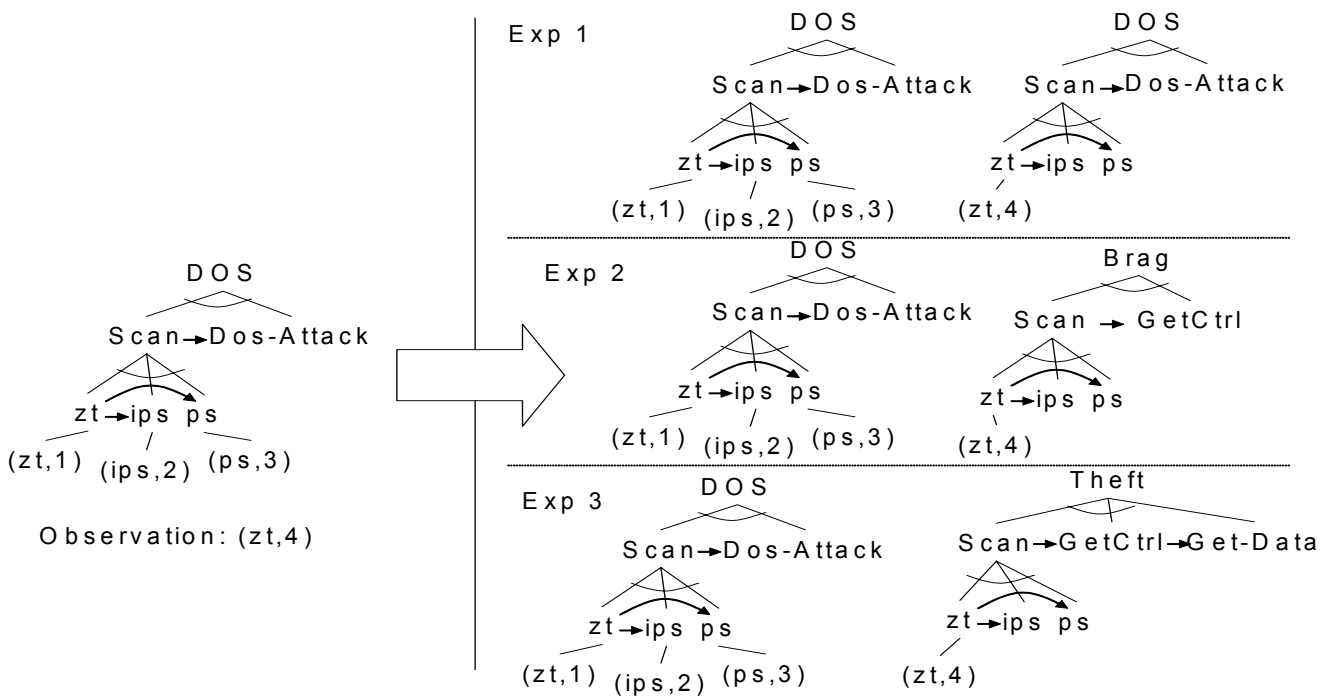 DOS
Scan→Dos-Attack
zt→ips ps
(zt,1) (ips,2) (ps,3)
Observation: (zt,4)
Exp 1
DOS DOS
Scan→Dos-Attack Scan→Dos-Attack
zt→ips ps zt→ips ps
(zt,1) (ips,2) (ps,3) (zt,4)
Exp 2
DOS Brag
Scan→Dos-Attack Scan → GetCtrl
zt→ips ps zt→ips ps
(zt,1) (ips,2) (ps,3) (zt,4)
Exp 3
DOS Theft
Scan→Dos-Attack Scan→GetCtrl→Get-Data
zt→ips ps zt→ips ps
(zt,1) (ips,2) (ps,3) (zt,4)